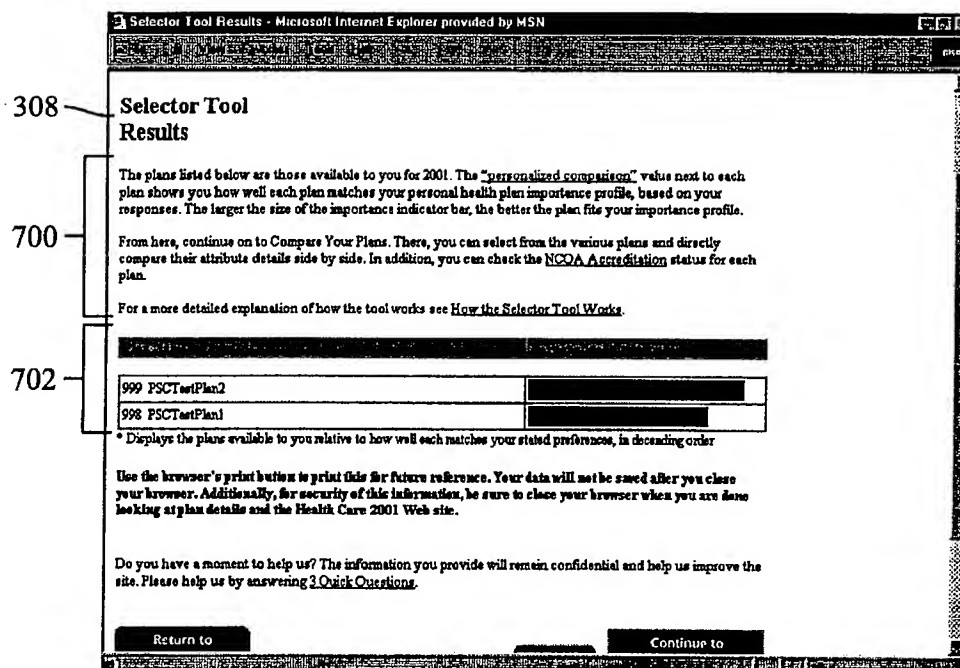 Selector Tool Results - Microsoft Internet Explorer provided by MSN
308
Selector Tool
Results
The plans listed below are those available to you for 2001. The "personalized comparison" value next to each
plan shows you how well each plan matches your personal health plan importance profile, based on your
responses. The larger the size of the importance indicator bar, the better the plan fits your importance profile.
700
From here, continue on to Compare Your Plans. There, you can select from the various plans and directly
compare their attribute details side by side. In addition, you can check the NCQA Accreditation status for each
plan.
For a more detailed explanation of how the tool works see How the Selector Tool Works.
702
999 PSCTestPlan2
998 PSCTestPlan1
* Displays the plans available to you relative to how well each matches your stated preferences, in decending order
Use the browser's print button to print this for future reference. Your data will not be saved after you close
your browser. Additionally, for security of this information, be sure to close your browser when you are done
looking at plan details and the Health Care 2001 Web site.
Do you have a moment to help us? The information you provide will remain confidential and help us improve the
site. Please help us by answering 3 Quick Questions.
Return to
Continue to